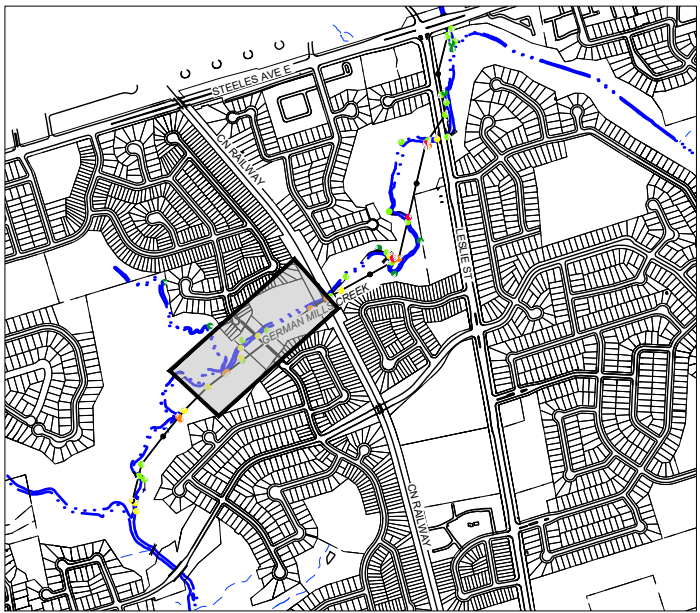 STEELES AVE E
CN RAILWAY
LESLIE ST
GERMAN MILLS CREEK
CN RAILWAY